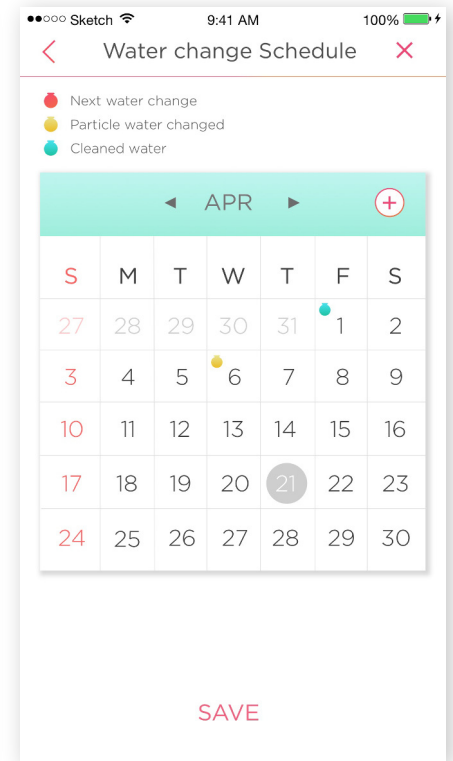 Sketch 9:41 AM 100%
Water change Schedule
Next water change
Particle water changed
Cleaned water
APR
S M T W T F S
27 28 29 30 31 1 2
3 4 5 6 7 8 9
10 11 12 13 14 15 16
17 18 19 20 21 22 23
24 25 26 27 28 29 30
SAVE